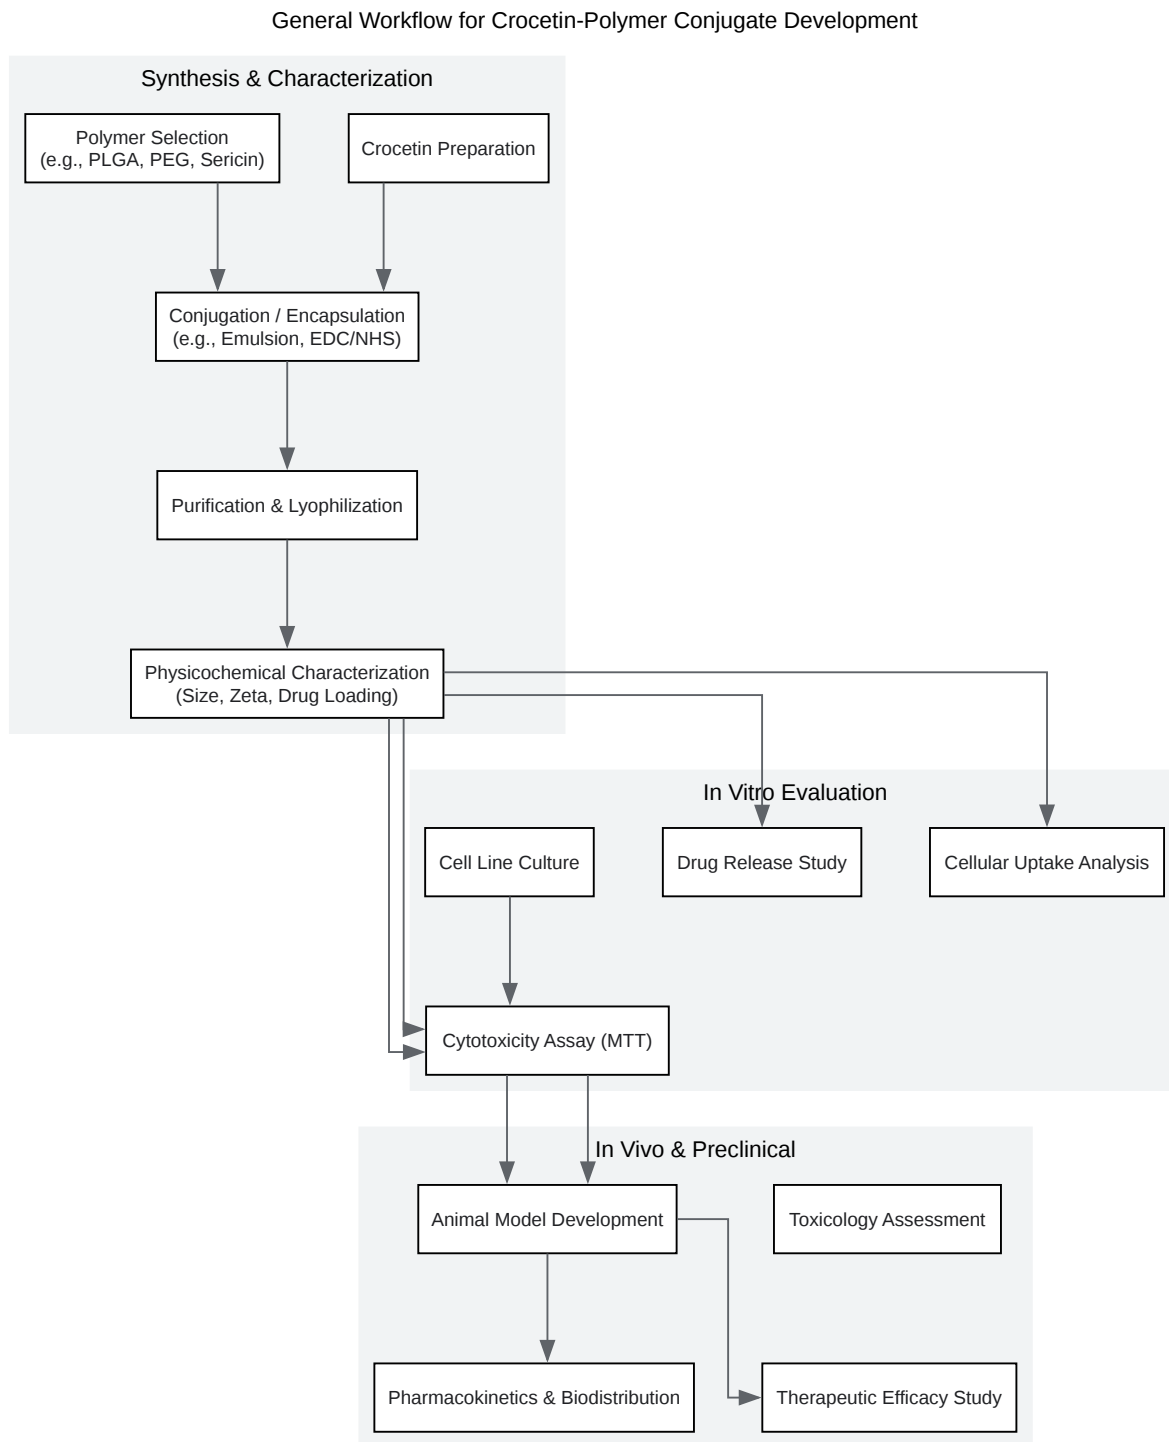 General Workflow for Crocetin-Polymer Conjugate Development
Synthesis & Characterization
Polymer Selection
(e.g., PLGA, PEG, Sericin)
Crocetin Preparation
Conjugation / Encapsulation
(e.g., Emulsion, EDC/NHS)
Purification & Lyophilization
Physicochemical Characterization
(Size, Zeta, Drug Loading)
In Vitro Evaluation
Cell Line Culture
Drug Release Study
Cellular Uptake Analysis
Cytotoxicity Assay (MTT)
In Vivo & Preclinical
Animal Model Development
Toxicology Assessment
Pharmacokinetics & Biodistribution
Therapeutic Efficacy Study